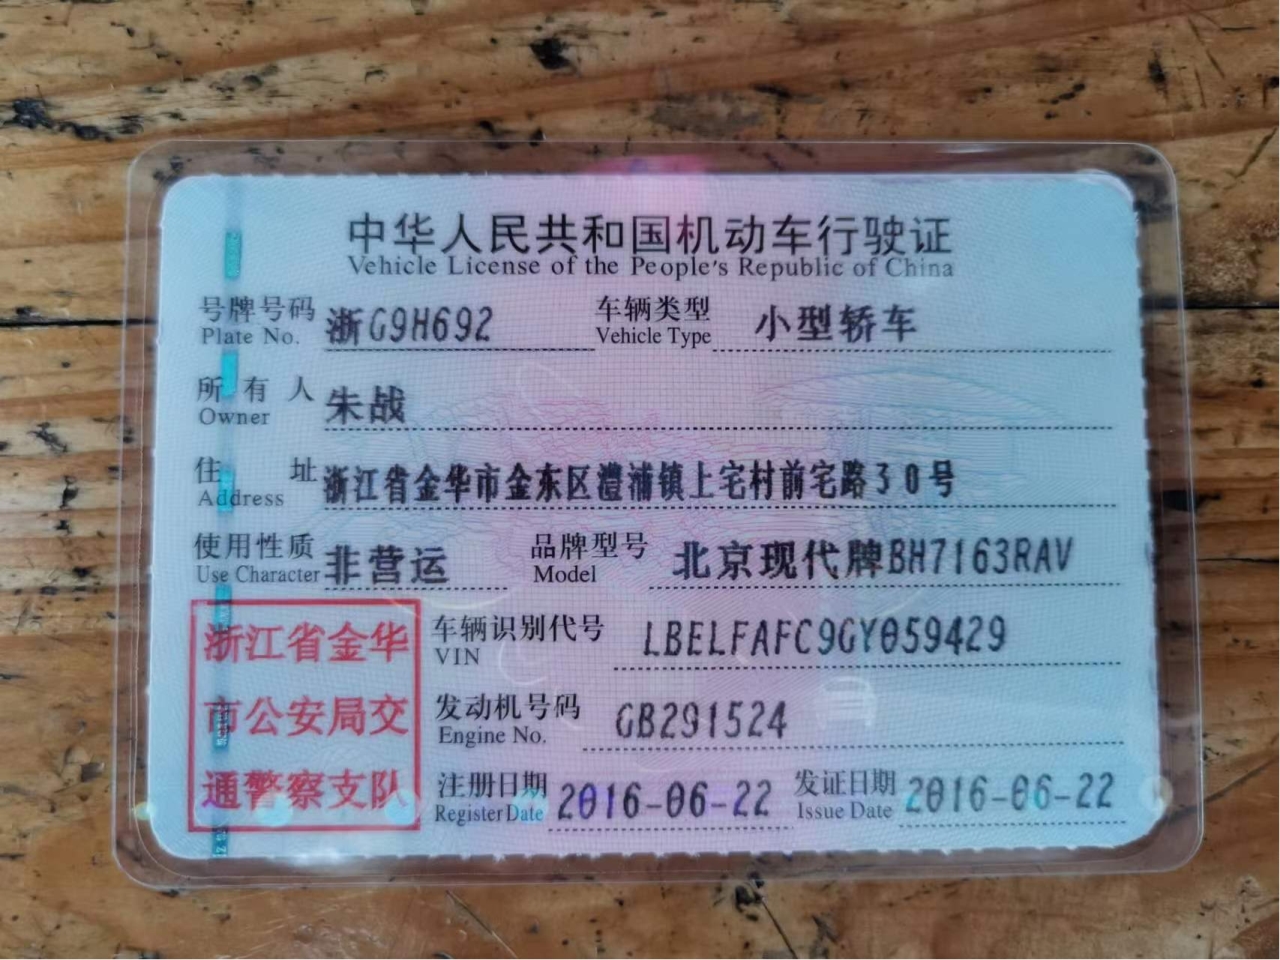 中华人民共和国机动车行驶证
Vehicle License of the People's Republic of China
号牌号码 浙G9H692 车辆类型 小型轿车
Plate No. Vehicle Type
所有人 朱战
Owner
住址 浙江省金华市金东区澧浦镇上宅村前宅路30号
Address
使用性质 非营运 品牌型号 北京现代牌BH7163RAV
Use Character Model
浙江省金华
市公安局交
通警察支队
车辆识别代号 LBELFAFC9GY059429
VIN
发动机号码 GB291524
Engine No.
注册日期 2016-06-22 发证日期 2016-06-22
Register Date Issue Date